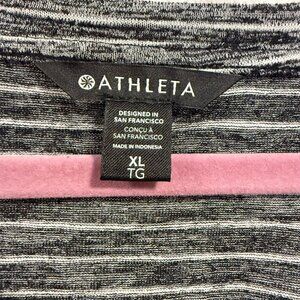 ATHLETA
DESIGNED IN
SAN FRANCISCO
CONÇU À
SAN FRANCISCO
MADE IN INDONESIA
XL
TG